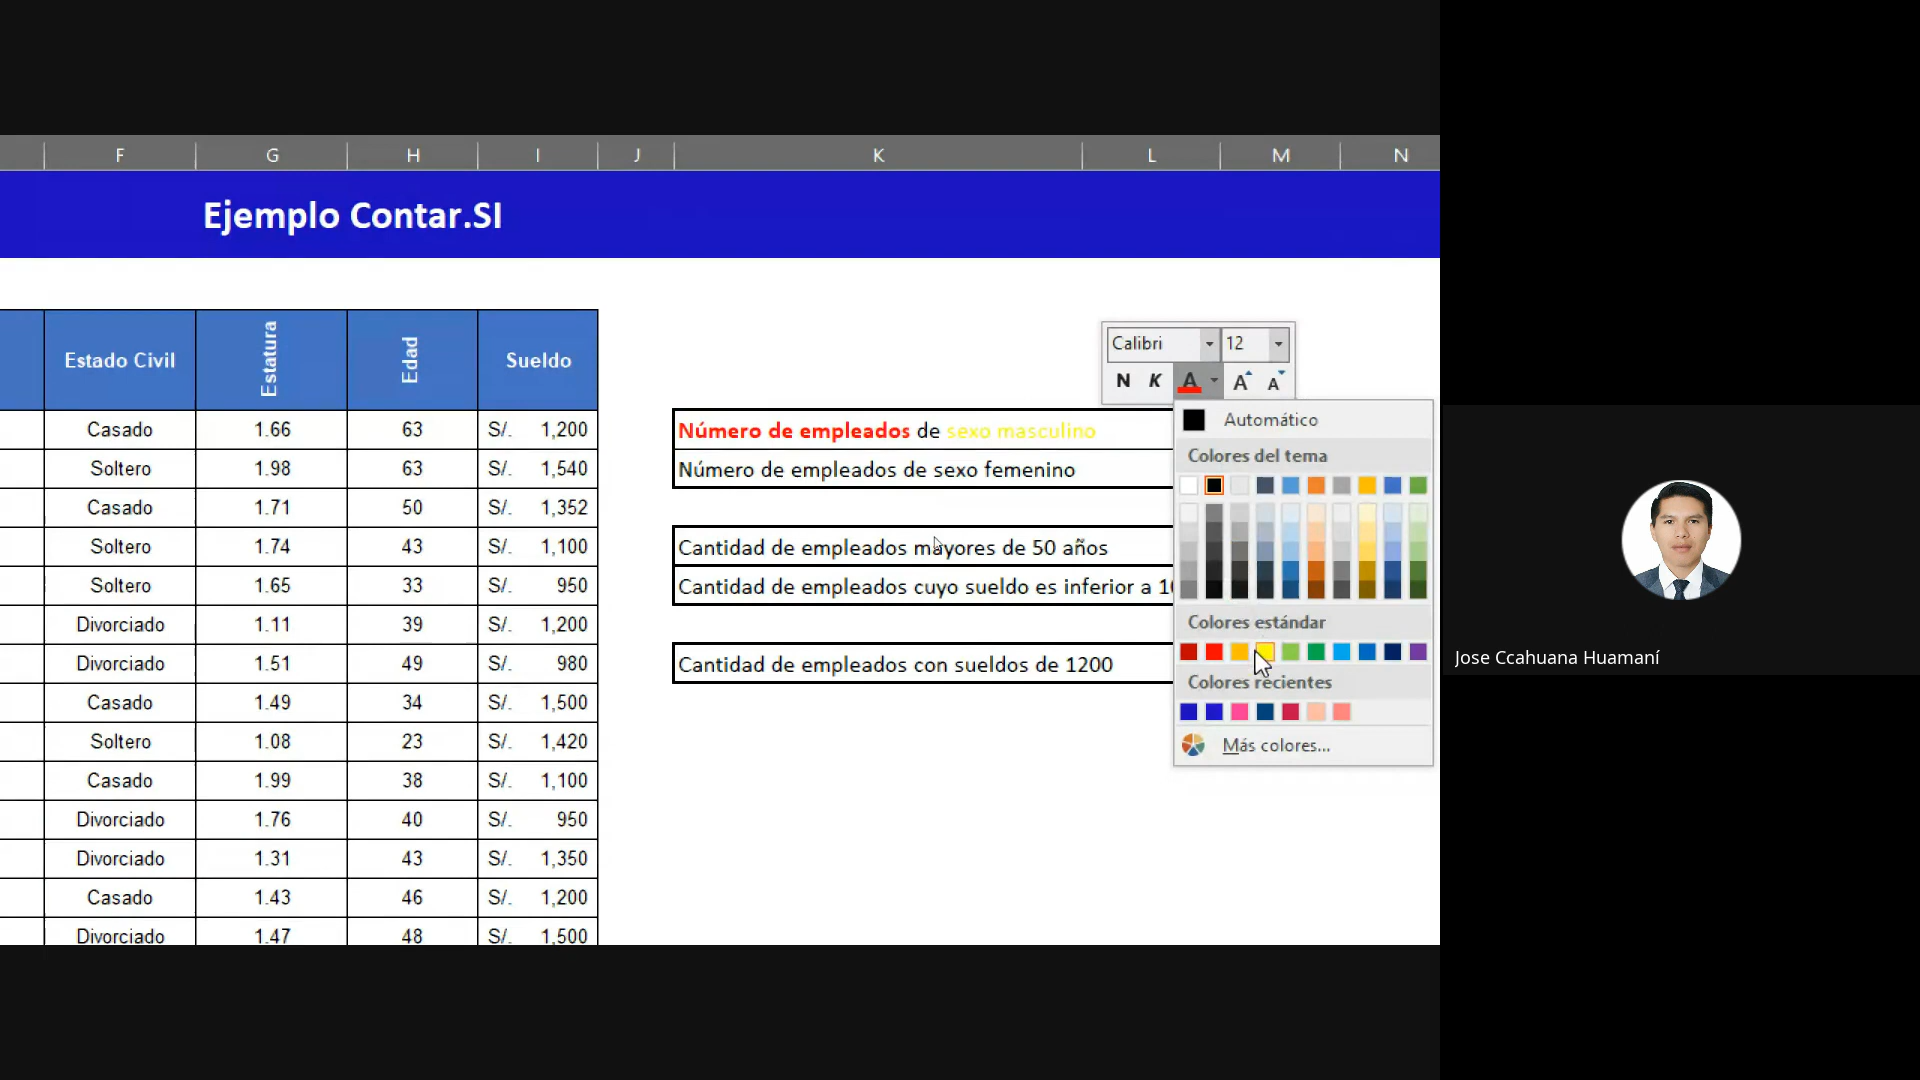 F G H I J K L M N
Ejemplo Contar.SI
Estado Civil Estatura Edad Sueldo
Casado 1.66 63 S/. 1,200
Soltero 1.98 63 S/. 1,540
Casado 1.71 50 S/. 1,352
Soltero 1.74 43 S/. 1,100
Soltero 1.65 33 S/. 950
Divorciado 1.11 39 S/. 1,200
Divorciado 1.51 49 S/. 980
Casado 1.49 34 S/. 1,500
Soltero 1.08 23 S/. 1,420
Casado 1.99 38 S/. 1,100
Divorciado 1.76 40 S/. 950
Divorciado 1.31 43 S/. 1,350
Casado 1.43 46 S/. 1,200
Divorciado 1.47 48 S/. 1,500
Número de empleados de sexo masculino
Número de empleados de sexo femenino
Cantidad de empleados mayores de 50 años
Cantidad de empleados cuyo sueldo es inferior a
Cantidad de empleados con sueldos de 1200
Calibri 12
N K A A A
Automático
Colores del tema
Colores estándar
Colores recientes
Más colores...
Jose Ccahuana Huamaní